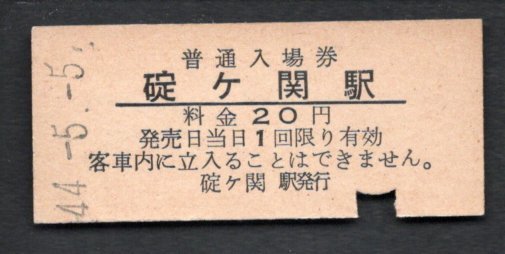 44.-5.-5
普通入場券
碇ケ関駅
料金20円
発売日当日1回限り有効
客車内に立入ることはできません。
碇ケ関 駅発行